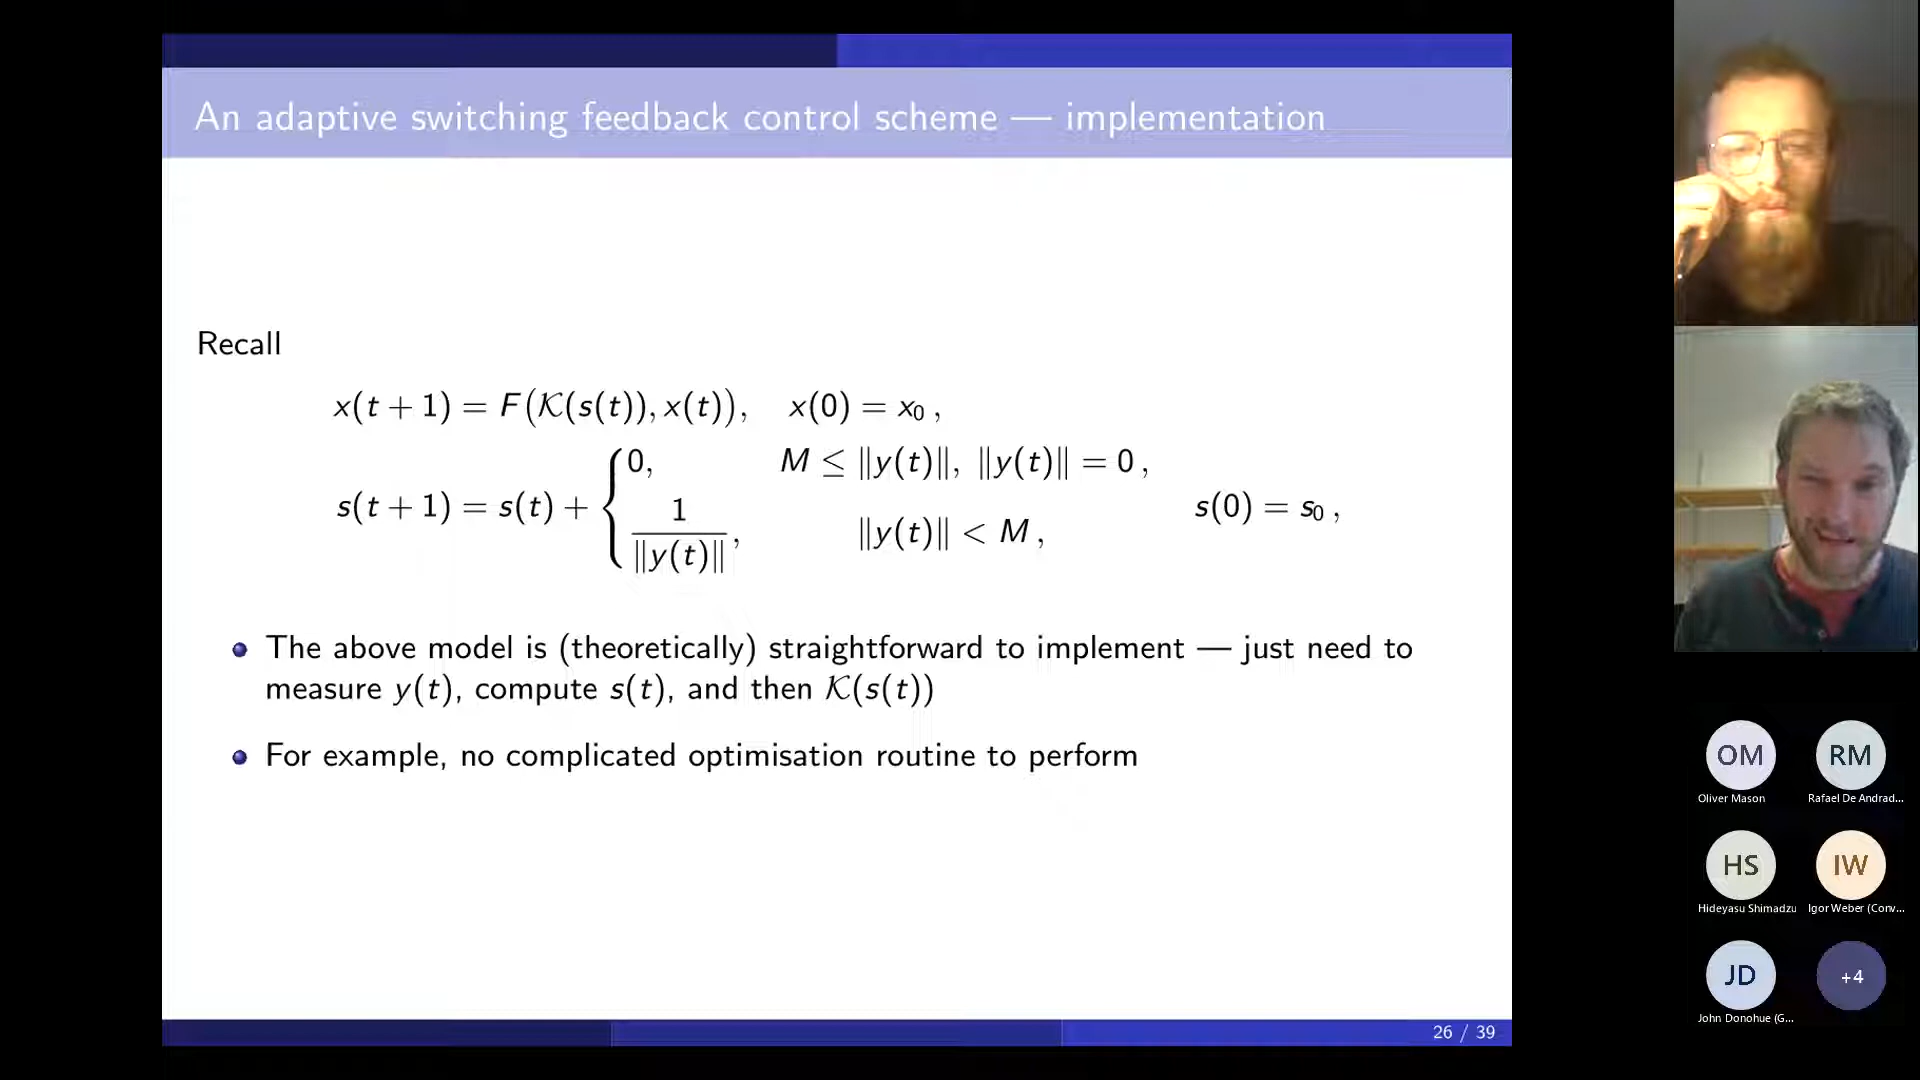 An adaptive switching feedback control scheme — implementation
Recall
x(t + 1) = F(𝒦(s(t)), x(t)),   x(0) = x₀ ,
s(t + 1) = s(t) + { 0,   M ≤ ‖y(t)‖, ‖y(t)‖ = 0 ,
1/‖y(t)‖ ,   ‖y(t)‖ < M ,   s(0) = s₀ ,
The above model is (theoretically) straightforward to implement — just need to
measure y(t), compute s(t), and then 𝒦(s(t))
For example, no complicated optimisation routine to perform
26 / 39
OM
RM
Oliver Mason
Rafael De Andrad...
HS
IW
Hideyasu Shimadzu
Igor Weber (Conv...
JD
+4
John Donohue (G...